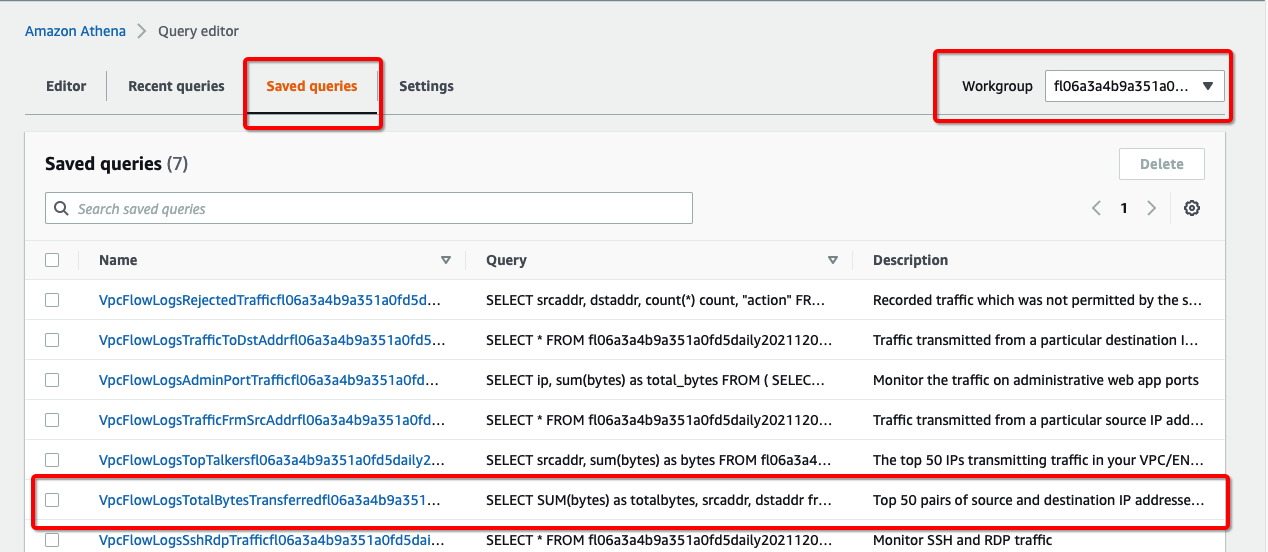 Amazon Athena > Query editor
Editor Recent queries Saved queries Settings Workgroup fl06a3a4b9a351a0...
Saved queries (7) Delete
Search saved queries 1
Name Query Description
VpcFlowLogsRejectedTrafficfl06a3a4b9a351a0fd5d... SELECT srcaddr, dstaddr, count(*) count, "action" FR... Recorded traffic which was not permitted by the s...
VpcFlowLogsTrafficToDstAddrfl06a3a4b9a351a0fd5... SELECT * FROM fl06a3a4b9a351a0fd5daily2021120... Traffic transmitted from a particular destination I...
VpcFlowLogsAdminPortTrafficfl06a3a4b9a351a0fd... SELECT ip, sum(bytes) as total_bytes FROM ( SELEC... Monitor the traffic on administrative web app ports
VpcFlowLogsTrafficFrmSrcAddrfl06a3a4b9a351a0fd... SELECT * FROM fl06a3a4b9a351a0fd5daily2021120... Traffic transmitted from a particular source IP add...
VpcFlowLogsTopTalkersfl06a3a4b9a351a0fd5daily2... SELECT srcaddr, sum(bytes) as bytes FROM fl06a3a4... The top 50 IPs transmitting traffic in your VPC/EN...
VpcFlowLogsTotalBytesTransferredfl06a3a4b9a351... SELECT SUM(bytes) as totalbytes, srcaddr, dstaddr fr... Top 50 pairs of source and destination IP addresse...
VpcFlowLogsSshRdpTrafficfl06a3a4b9a351a0fd5dai... SELECT * FROM fl06a3a4b9a351a0fd5daily2021120... Monitor SSH and RDP traffic